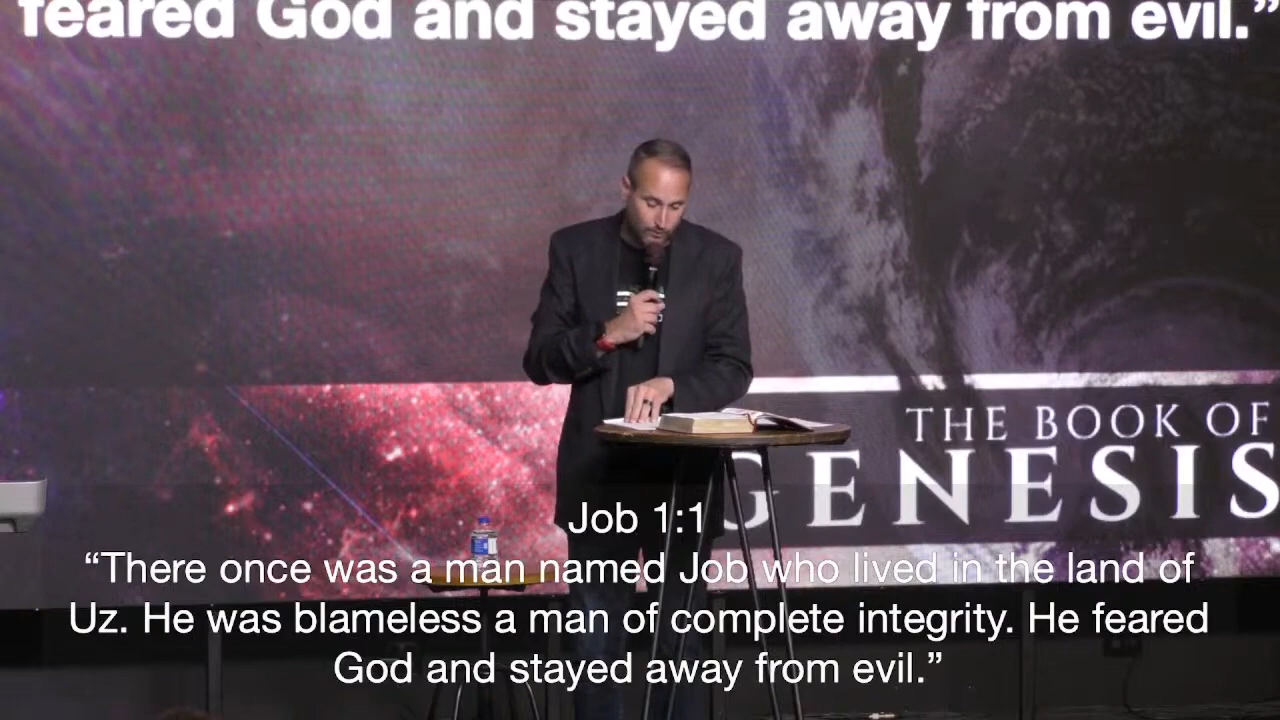 feared God and stayed away from evil.”
THE BOOK OF
GENESIS
Job 1:1
“There once was a man named Job who lived in the land of
Uz. He was blameless a man of complete integrity. He feared
God and stayed away from evil.”